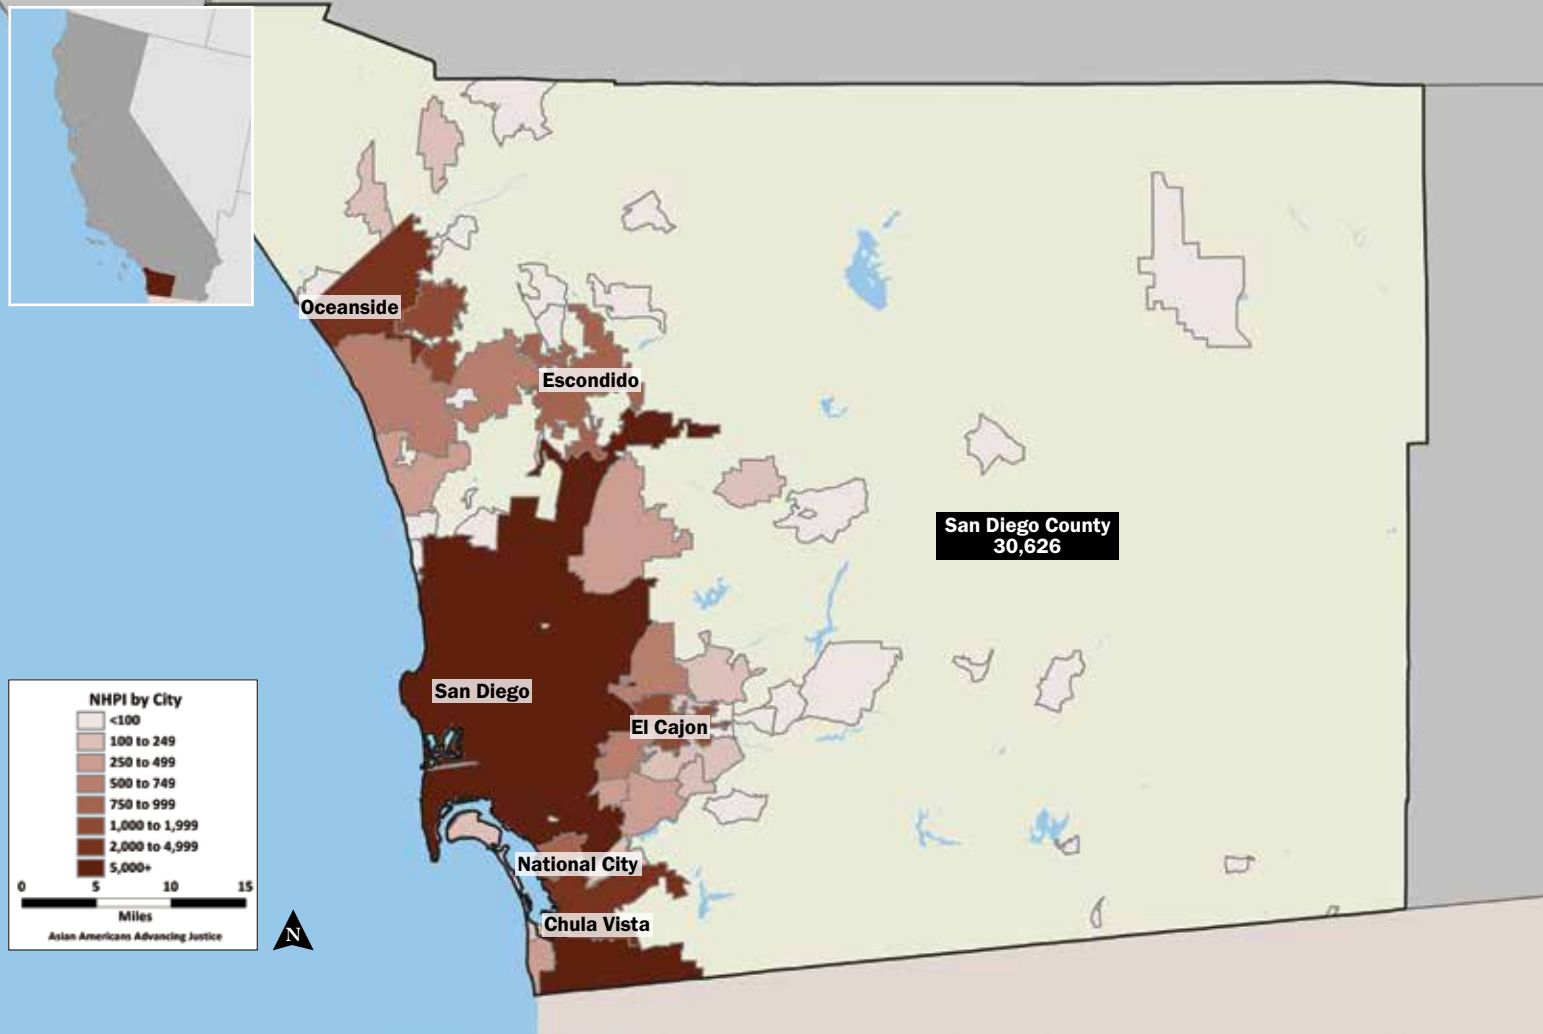 Oceanside
Escondido
San Diego County
30,626
San Diego
El Cajon
National City
Chula Vista
NHPI by City
<100
100 to 249
250 to 499
500 to 749
750 to 999
1,000 to 1,999
2,000 to 4,999
5,000+
0 5 10 15
Miles
Asian Americans Advancing Justice
N